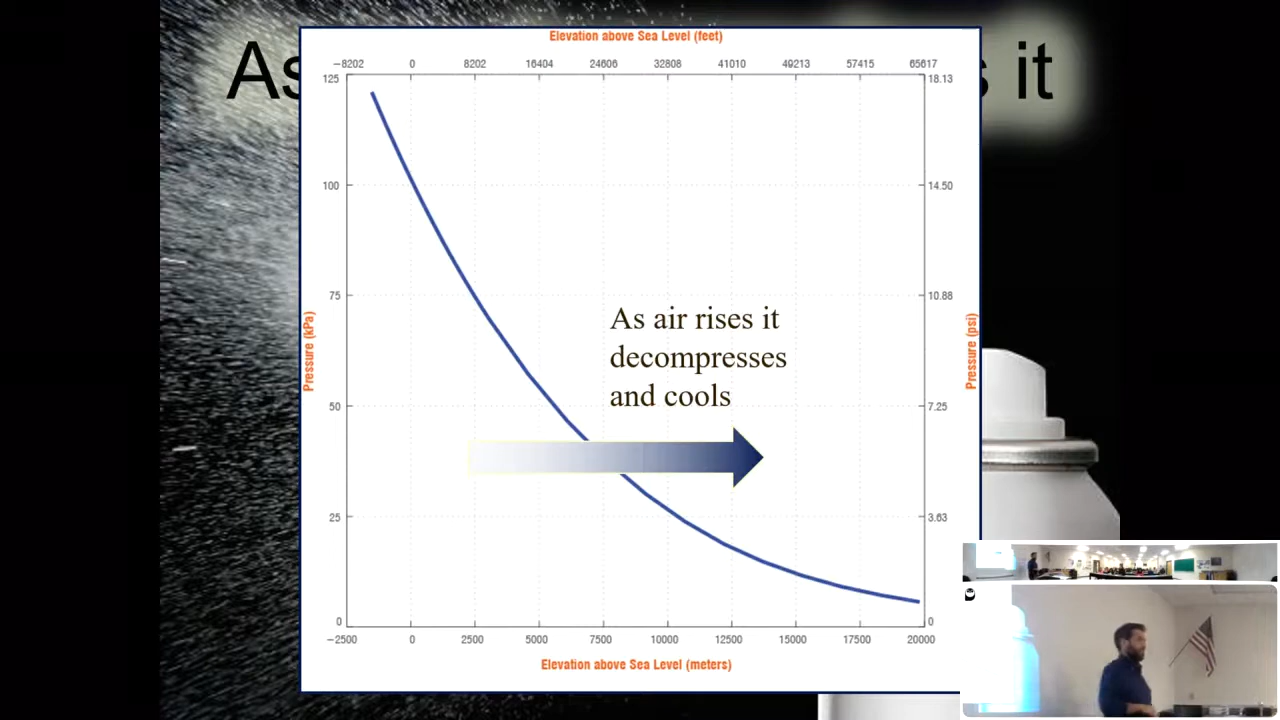 As
s it
Elevation above Sea Level (feet)
−8202 0 8202 16404 24606 32808 41010 49213 57415 65617
125 18.13
100 14.50
75 10.88
As air rises it
decompresses
and cools
Pressure (kPa)
Pressure (psi)
50 7.25
25 3.63
0 0
−2500 0 2500 5000 7500 10000 12500 15000 17500 20000
Elevation above Sea Level (meters)